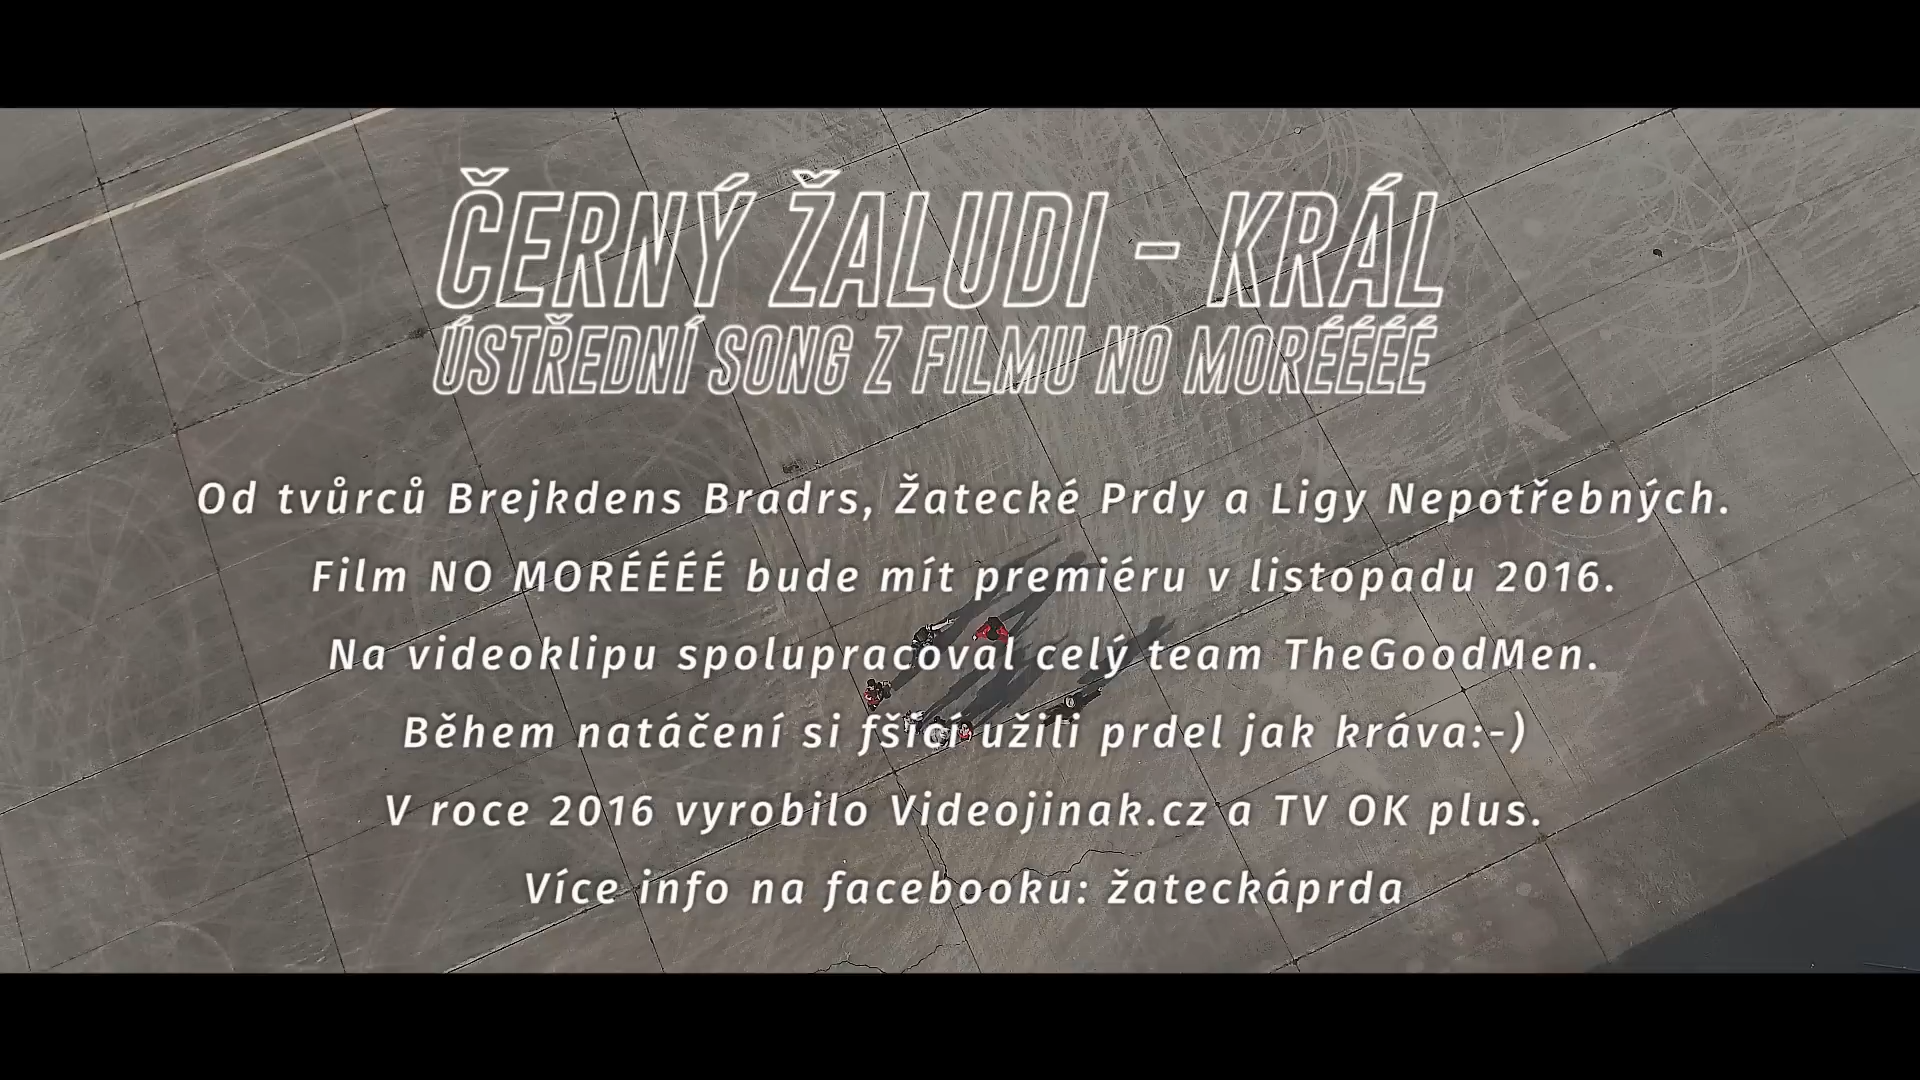 ČERNÝ ŽALUDI - KRÁL
ÚSTŘEDNÍ SONG Z FILMU NO MORÉÉÉÉ
Od tvůrců Brejkdens Bradrs, Žatecké Prdy a Ligy Nepotřebných.
Film NO MORÉÉÉÉ bude mít premiéru v listopadu 2016.
Na videoklipu spolupracoval celý team TheGoodMen.
Během natáčení si fšicí užili prdel jak kráva:-)
V roce 2016 vyrobilo Videojinak.cz a TV OK plus.
Více info na facebooku: žateckáprda